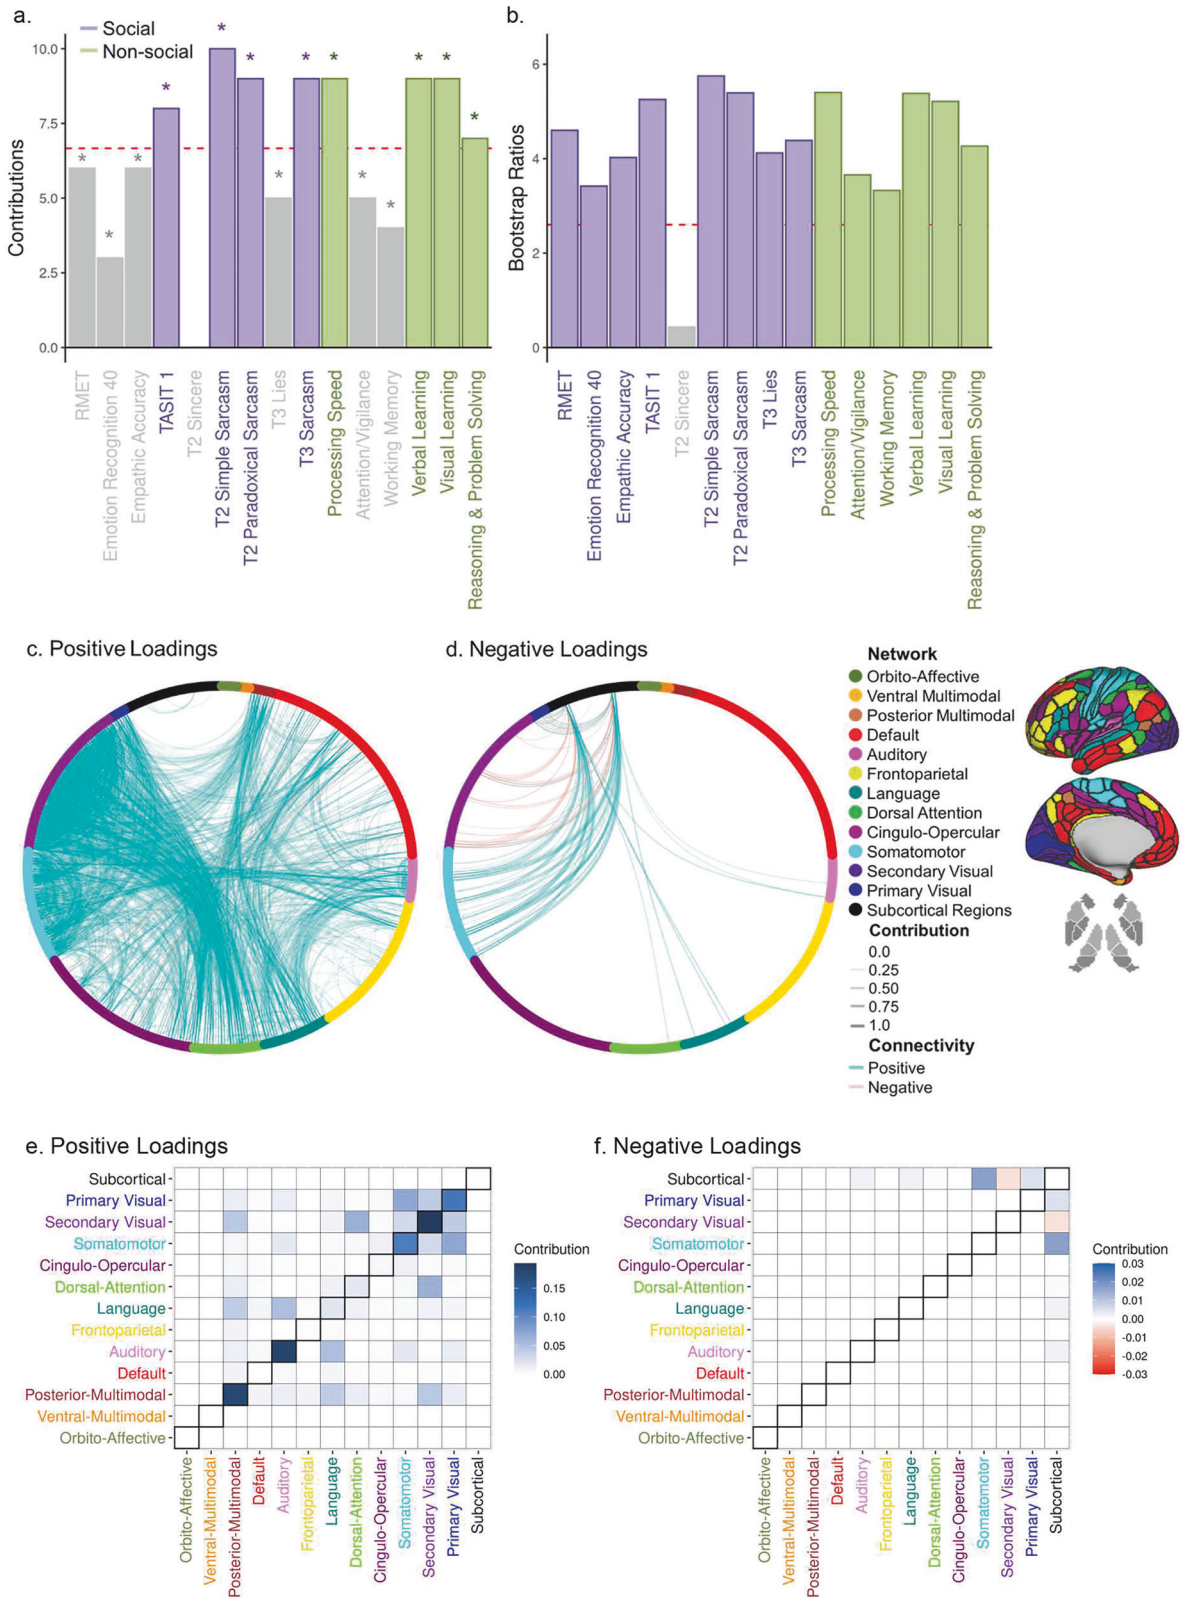 a.
Social
Non-social
Contributions
10.0
7.5
5.0
2.5
0.0
* * * * * * * * * * * * * *
RMET
Emotion Recognition 40
Empathic Accuracy
TASIT 1
T2 Sincere
T2 Simple Sarcasm
T2 Paradoxical Sarcasm
T3 Lies
T3 Sarcasm
Processing Speed
Attention/Vigilance
Working Memory
Verbal Learning
Visual Learning
Reasoning & Problem Solving
b.
Bootstrap Ratios
6
4
2
0
RMET
Emotion Recognition 40
Empathic Accuracy
TASIT 1
T2 Sincere
T2 Simple Sarcasm
T2 Paradoxical Sarcasm
T3 Lies
T3 Sarcasm
Processing Speed
Attention/Vigilance
Working Memory
Verbal Learning
Visual Learning
Reasoning & Problem Solving
c. Positive Loadings
d. Negative Loadings
Network
Orbito-Affective
Ventral Multimodal
Posterior Multimodal
Default
Auditory
Frontoparietal
Language
Dorsal Attention
Cingulo-Opercular
Somatomotor
Secondary Visual
Primary Visual
Subcortical Regions
Contribution
0.0
0.25
0.50
0.75
1.0
Connectivity
Positive
Negative
e. Positive Loadings
Subcortical
Primary Visual
Secondary Visual
Somatomotor
Cingulo-Opercular
Dorsal-Attention
Language
Frontoparietal
Auditory
Default
Posterior-Multimodal
Ventral-Multimodal
Orbito-Affective
Orbito-Affective
Ventral-Multimodal
Posterior-Multimodal
Default
Auditory
Frontoparietal
Language
Dorsal-Attention
Cingulo-Opercular
Somatomotor
Secondary Visual
Primary Visual
Subcortical
Contribution
0.15
0.10
0.05
0.00
f. Negative Loadings
Subcortical
Primary Visual
Secondary Visual
Somatomotor
Cingulo-Opercular
Dorsal-Attention
Language
Frontoparietal
Auditory
Default
Posterior-Multimodal
Ventral-Multimodal
Orbito-Affective
Orbito-Affective
Ventral-Multimodal
Posterior-Multimodal
Default
Auditory
Frontoparietal
Language
Dorsal-Attention
Cingulo-Opercular
Somatomotor
Secondary Visual
Primary Visual
Subcortical
Contribution
0.03
0.02
0.01
0.00
-0.01
-0.02
-0.03